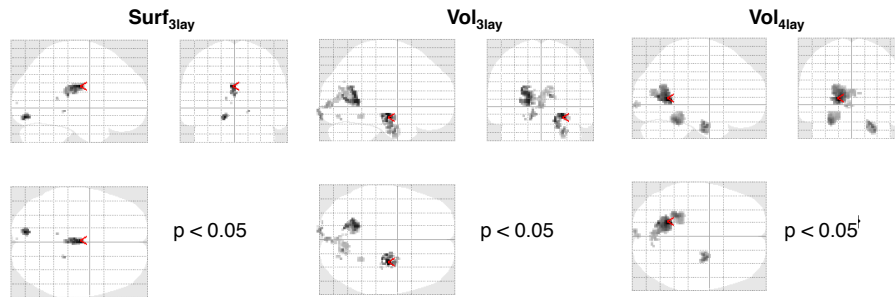 Surf3lay Vol3lay Vol4lay
p < 0.05 p < 0.05 p < 0.05